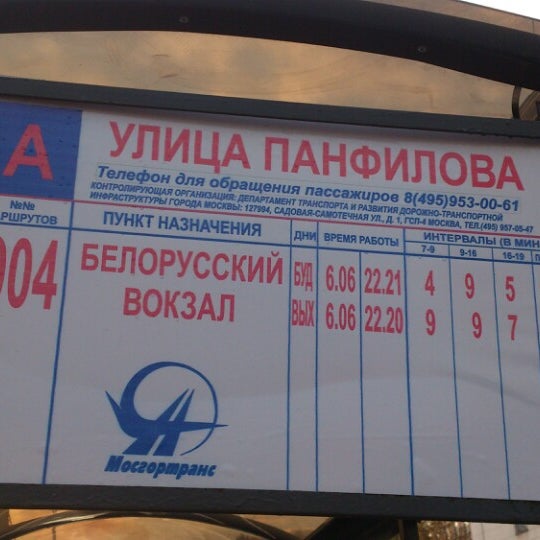 А
УЛИЦА ПАНФИЛОВА
Телефон для обращения пассажиров 8(495)953-00-61
КОНТРОЛИРУЮЩАЯ ОРГАНИЗАЦИЯ: ДЕПАРТАМЕНТ ТРАНСПОРТА И РАЗВИТИЯ ДОРОЖНО-ТРАНСПОРТНОЙ
ИНФРАСТРУКТУРЫ ГОРОДА МОСКВЫ: 127994, САДОВАЯ-САМОТЕЧНАЯ УЛ., Д. 1, ГСП-4 МОСКВА, ТЕЛ.(495) 957-05-47
№№
АРШРУТОВ
ПУНКТ НАЗНАЧЕНИЯ
ДНИ
ВРЕМЯ РАБОТЫ
ИНТЕРВАЛЫ (В МИН
7-9
9-16
16-19
904
БЕЛОРУССКИЙ
ВОКЗАЛ
БУД 6.06 22.21 4 9 5
ВЫХ 6.06 22.20 9 9 7
Мосгортранс